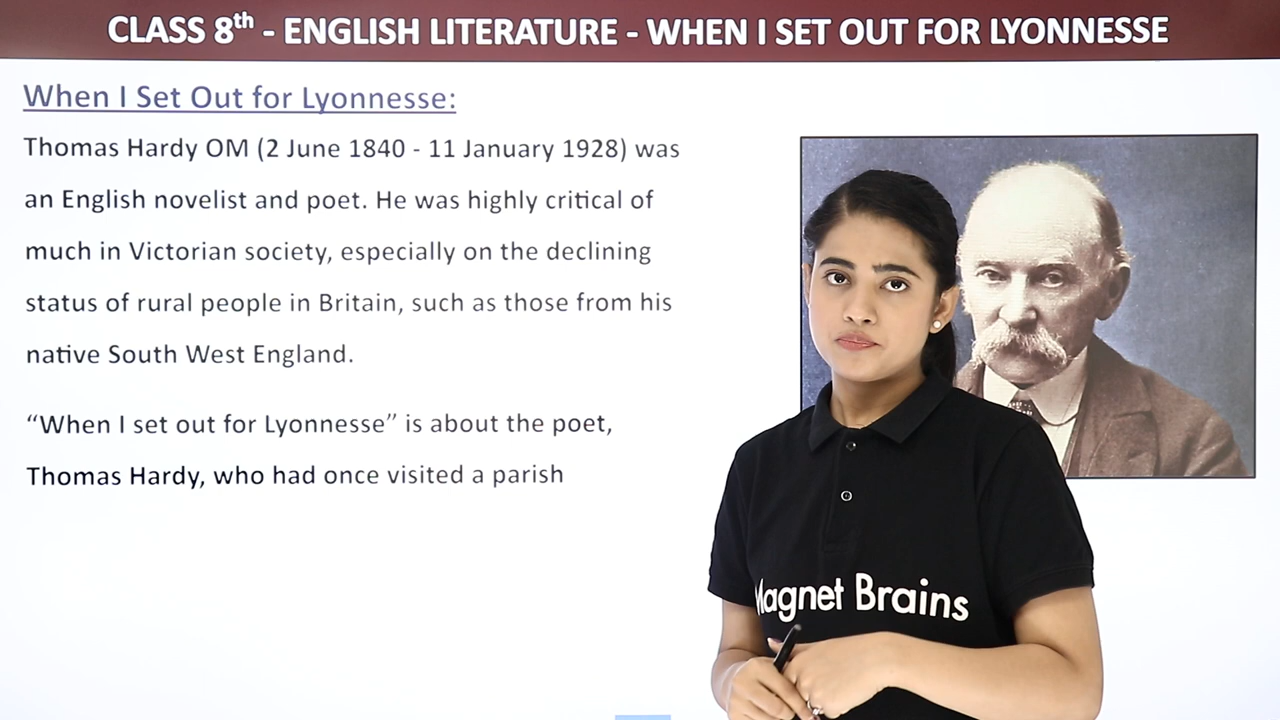 CLASS 8th - ENGLISH LITERATURE - WHEN I SET OUT FOR LYONNESSE
When I Set Out for Lyonnesse:
Thomas Hardy OM (2 June 1840 - 11 January 1928) was
an English novelist and poet. He was highly critical of
much in Victorian society, especially on the declining
status of rural people in Britain, such as those from his
native South West England.
“When I set out for Lyonnesse” is about the poet,
Thomas Hardy, who had once visited a parish
Magnet Brains